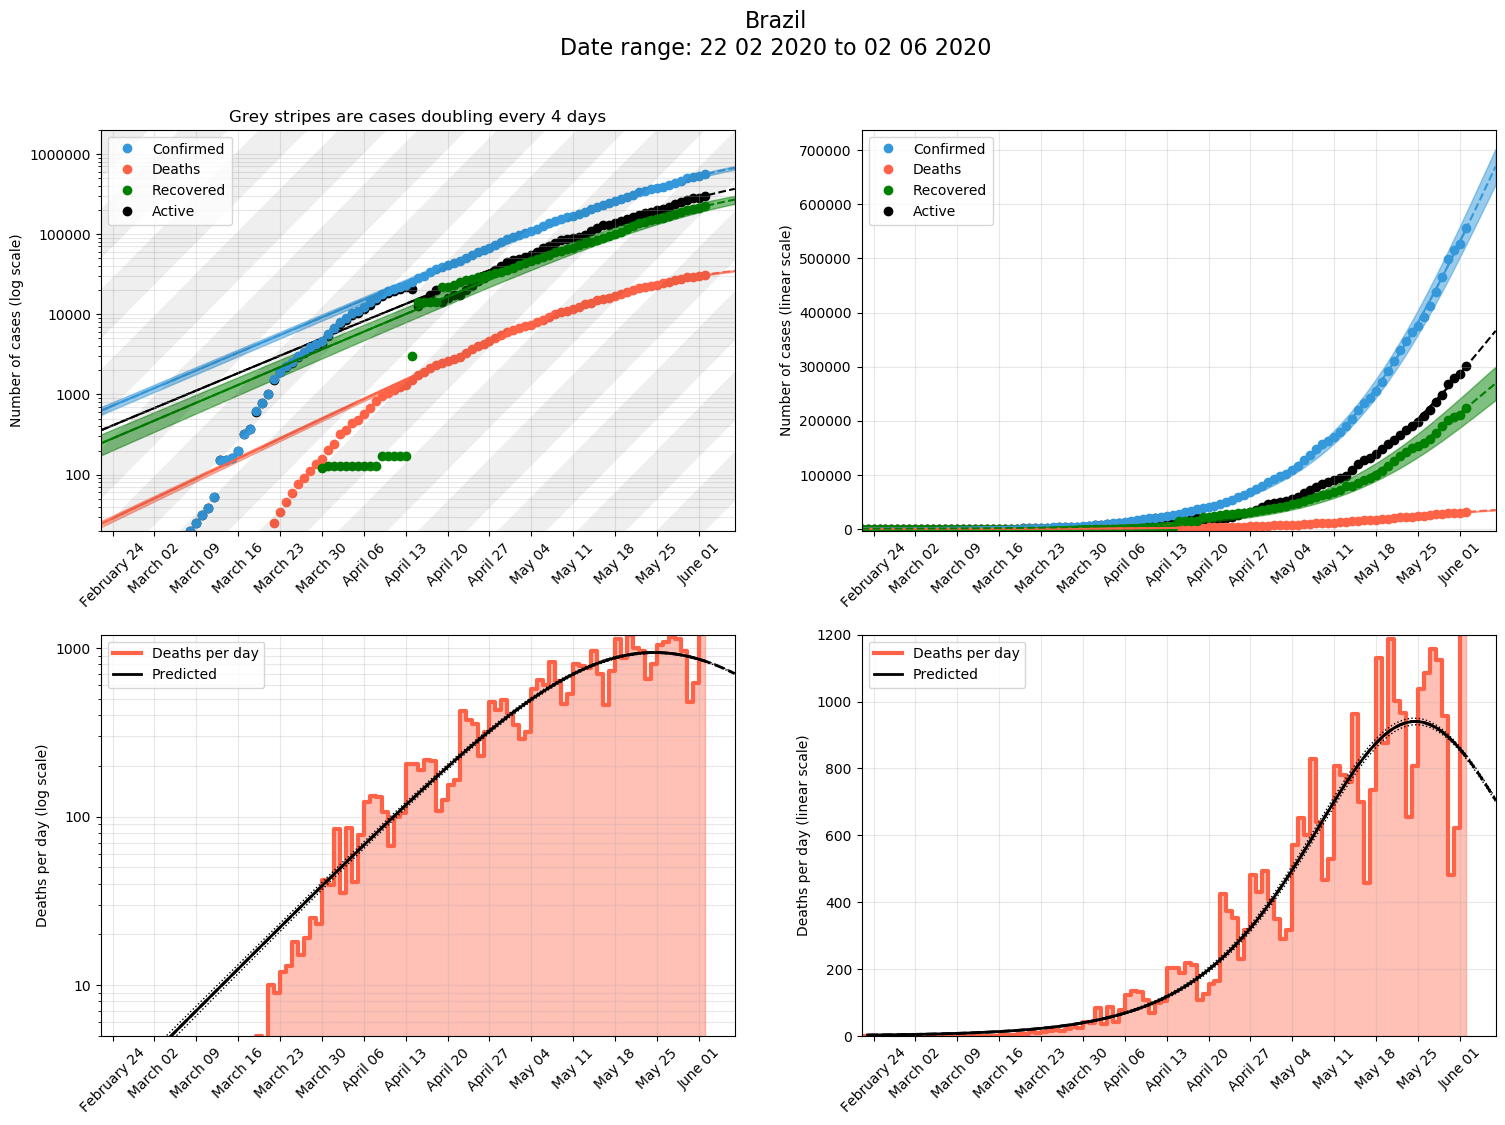 Brazil
Date range: 22 02 2020 to 02 06 2020
Grey stripes are cases doubling every 4 days
Number of cases (log scale)
1000000
100000
10000
1000
100
Confirmed
Deaths
Recovered
Active
February 24
March 02
March 09
March 16
March 23
March 30
April 06
April 13
April 20
April 27
May 04
May 11
May 18
May 25
June 01
Number of cases (linear scale)
700000
600000
500000
400000
300000
200000
100000
0
Confirmed
Deaths
Recovered
Active
February 24
March 02
March 09
March 16
March 23
March 30
April 06
April 13
April 20
April 27
May 04
May 11
May 18
May 25
June 01
Deaths per day (log scale)
1000
100
10
Deaths per day
Predicted
February 24
March 02
March 09
March 16
March 23
March 30
April 06
April 13
April 20
April 27
May 04
May 11
May 18
May 25
June 01
Deaths per day (linear scale)
1200
1000
800
600
400
200
0
Deaths per day
Predicted
February 24
March 02
March 09
March 16
March 23
March 30
April 06
April 13
April 20
April 27
May 04
May 11
May 18
May 25
June 01